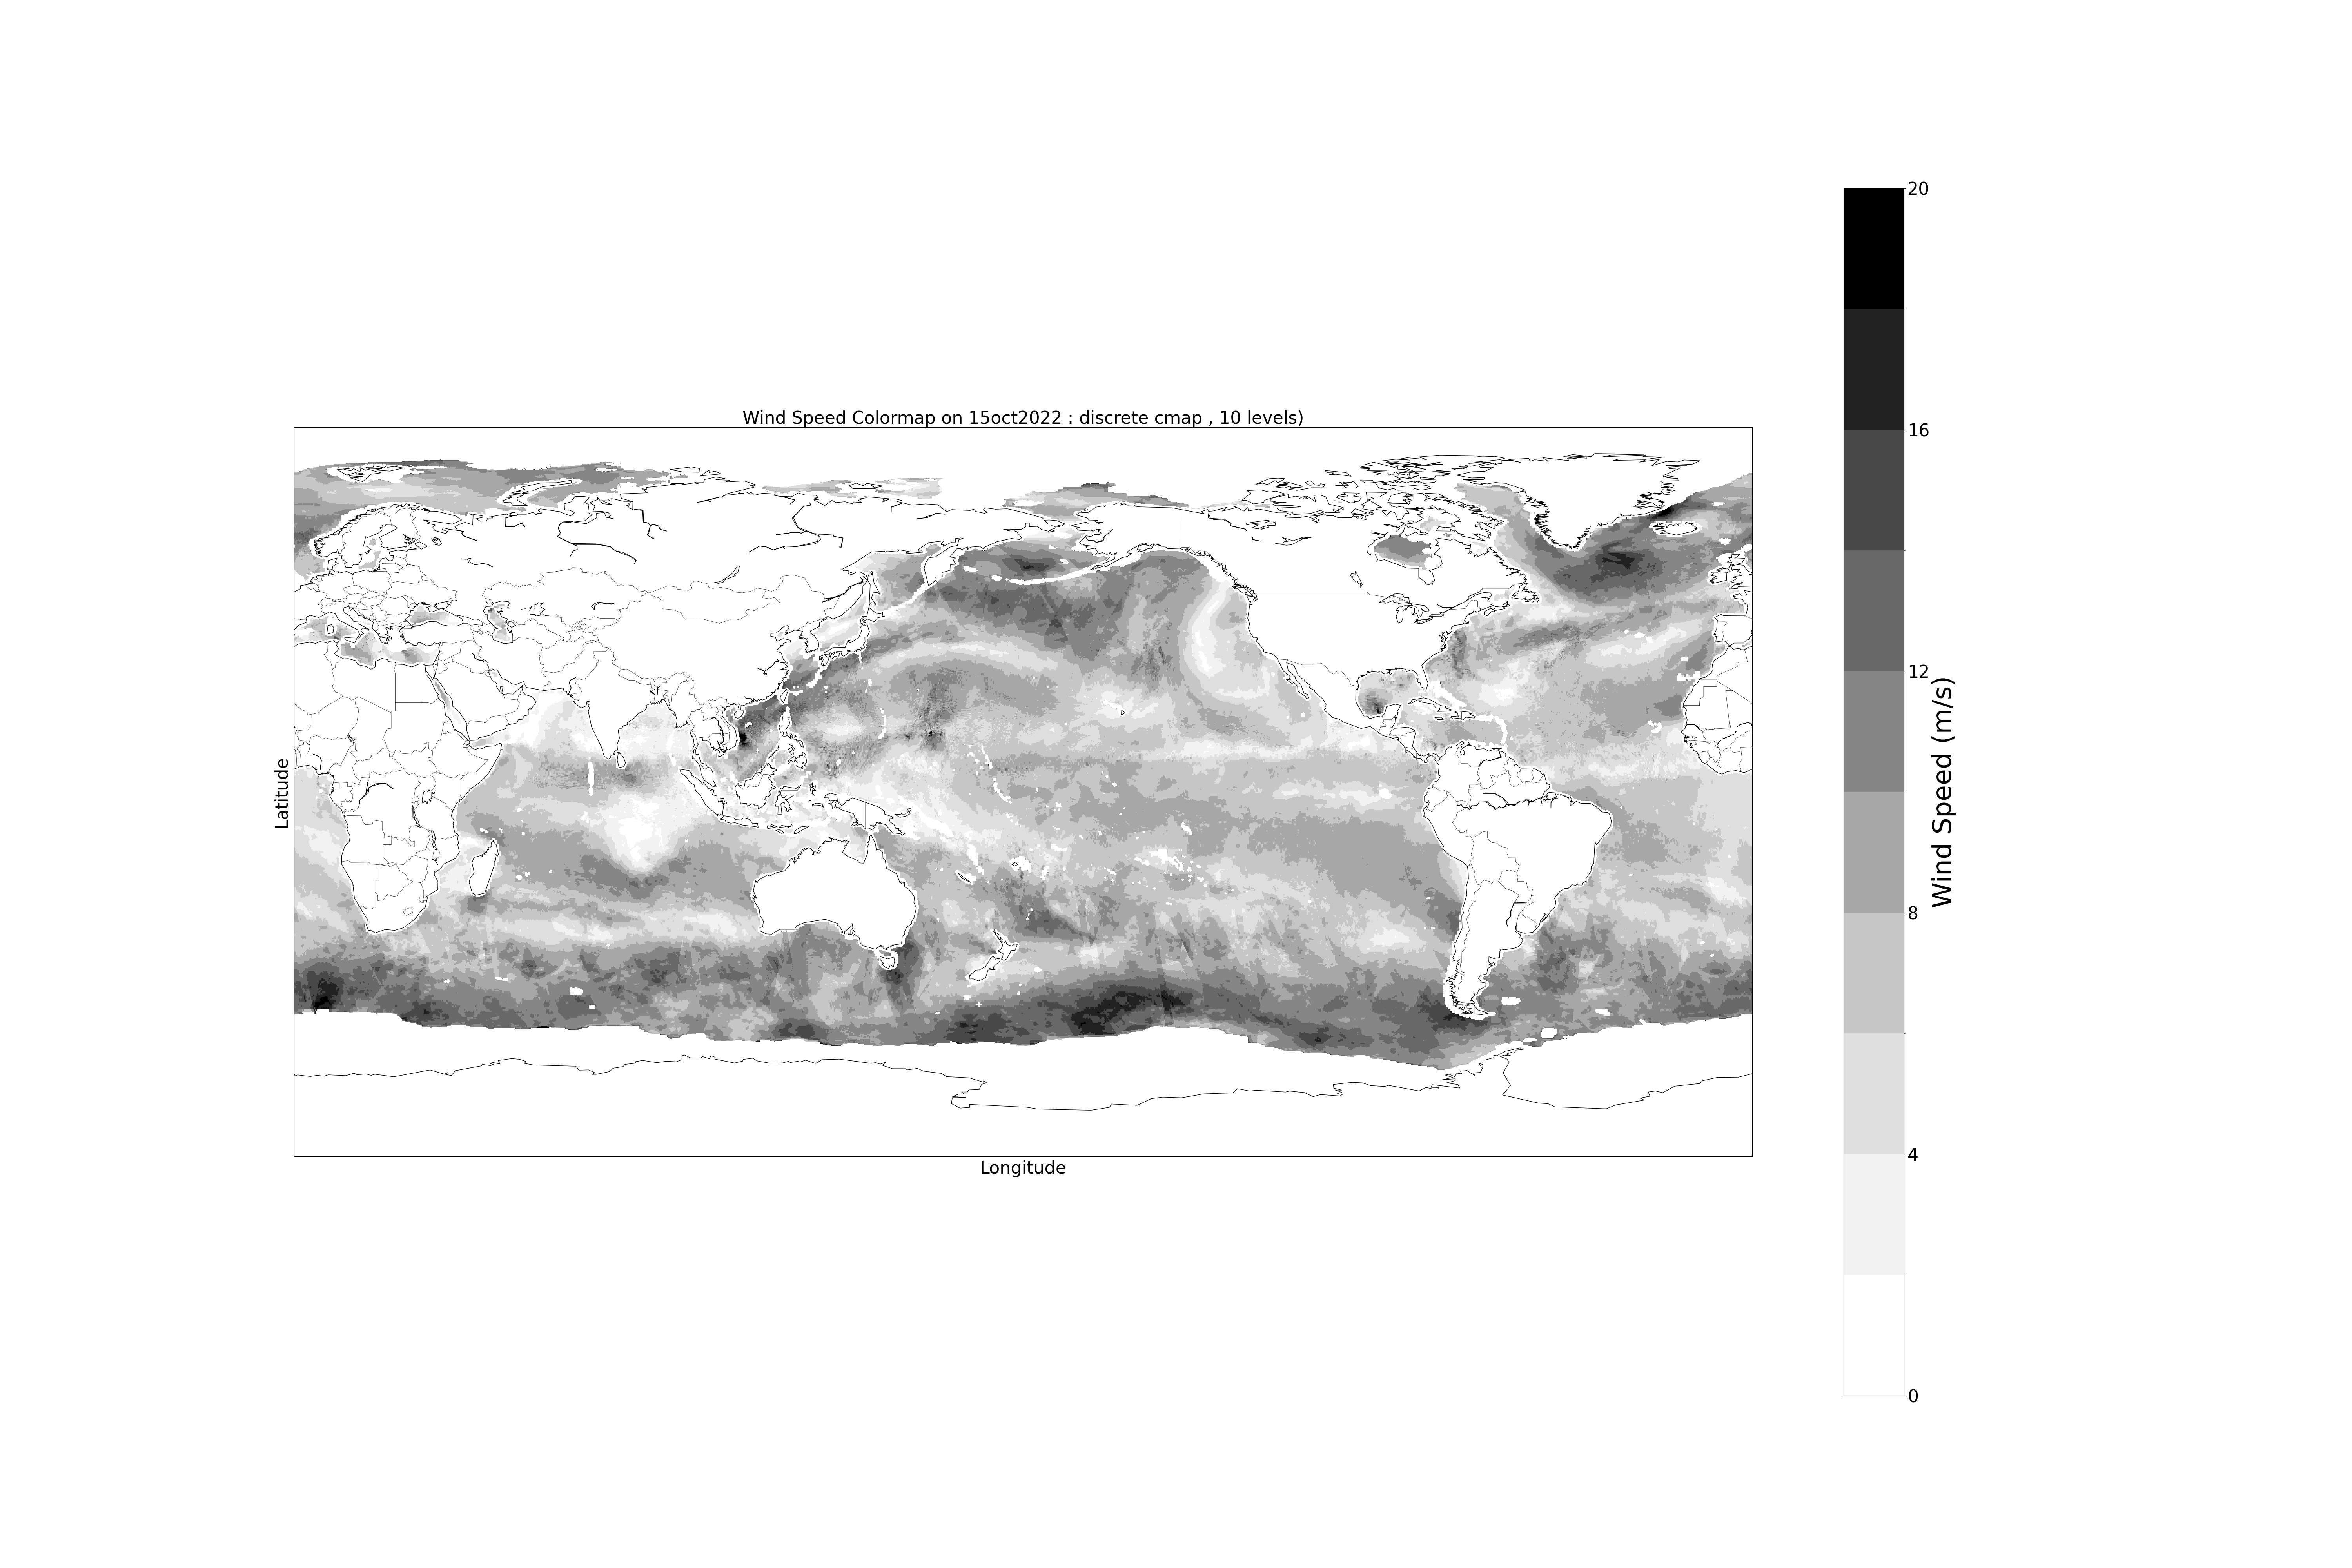 Wind Speed Colormap on 15oct2022 : discrete cmap , 10 levels)
Latitude
Longitude
20
16
12
8
4
0
Wind Speed (m/s)